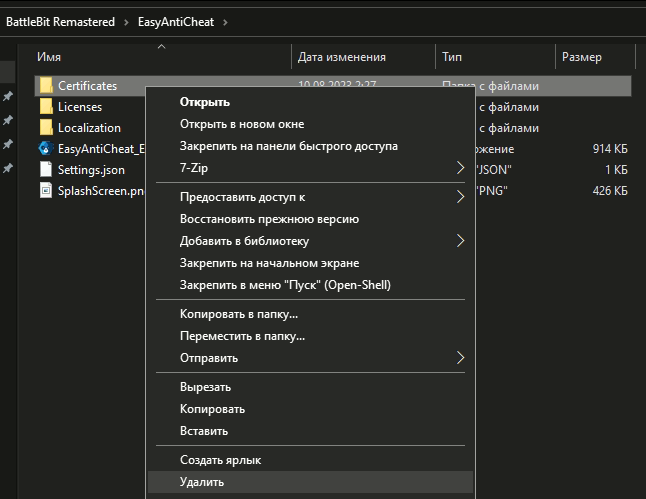 BattleBit Remastered > EasyAntiCheat >
Имя Дата изменения Тип Размер
Certificates 10.08.2023 2:27 Папка с файлами
Licenses с файлами
Localization с файлами
EasyAntiCheat_E ожение 914 КБ
Settings.json "JSON" 1 КБ
SplashScreen.pn "PNG" 426 КБ
Открыть
Открыть в новом окне
Закрепить на панели быстрого доступа
7-Zip
Предоставить доступ к
Восстановить прежнюю версию
Добавить в библиотеку
Закрепить на начальном экране
Закрепить в меню "Пуск" (Open-Shell)
Копировать в папку...
Переместить в папку...
Отправить
Вырезать
Копировать
Вставить
Создать ярлык
Удалить